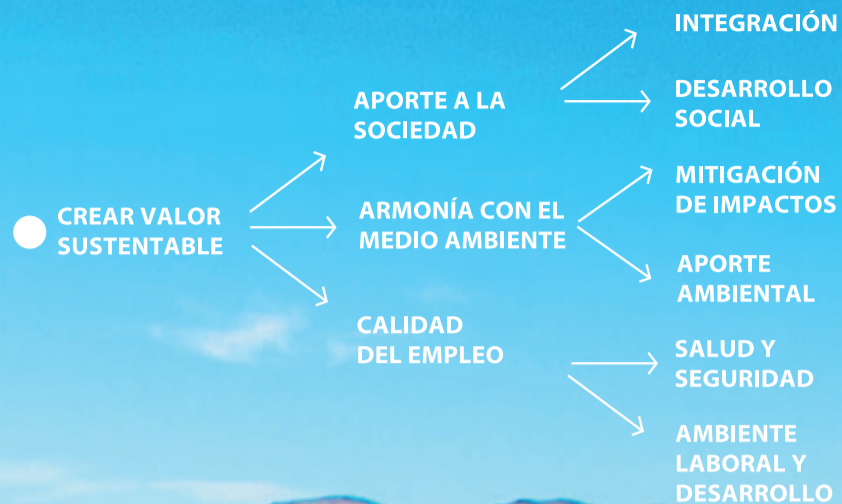 CREAR VALOR
SUSTENTABLE
APORTE A LA
SOCIEDAD
INTEGRACIÓN
DESARROLLO
SOCIAL
ARMONÍA CON EL
MEDIO AMBIENTE
MITIGACIÓN
DE IMPACTOS
APORTE
AMBIENTAL
CALIDAD
DEL EMPLEO
SALUD Y
SEGURIDAD
AMBIENTE
LABORAL Y
DESARROLLO